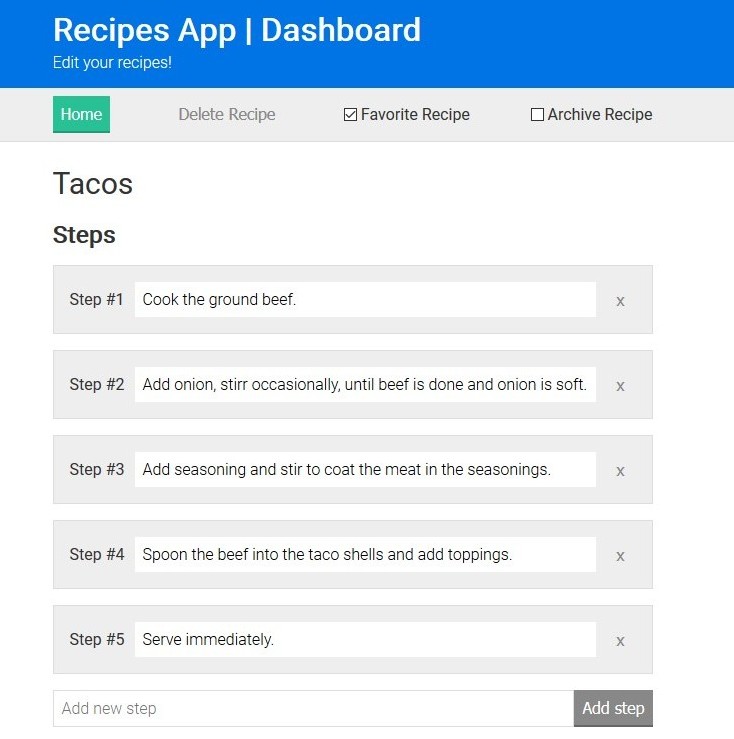 Recipes App | Dashboard
Edit your recipes!
Home Delete Recipe Favorite Recipe Archive Recipe
Tacos
Steps
Step #1 Cook the ground beef. x
Step #2 Add onion, stirr occasionally, until beef is done and onion is soft. x
Step #3 Add seasoning and stir to coat the meat in the seasonings. x
Step #4 Spoon the beef into the taco shells and add toppings. x
Step #5 Serve immediately. x
Add new step Add step